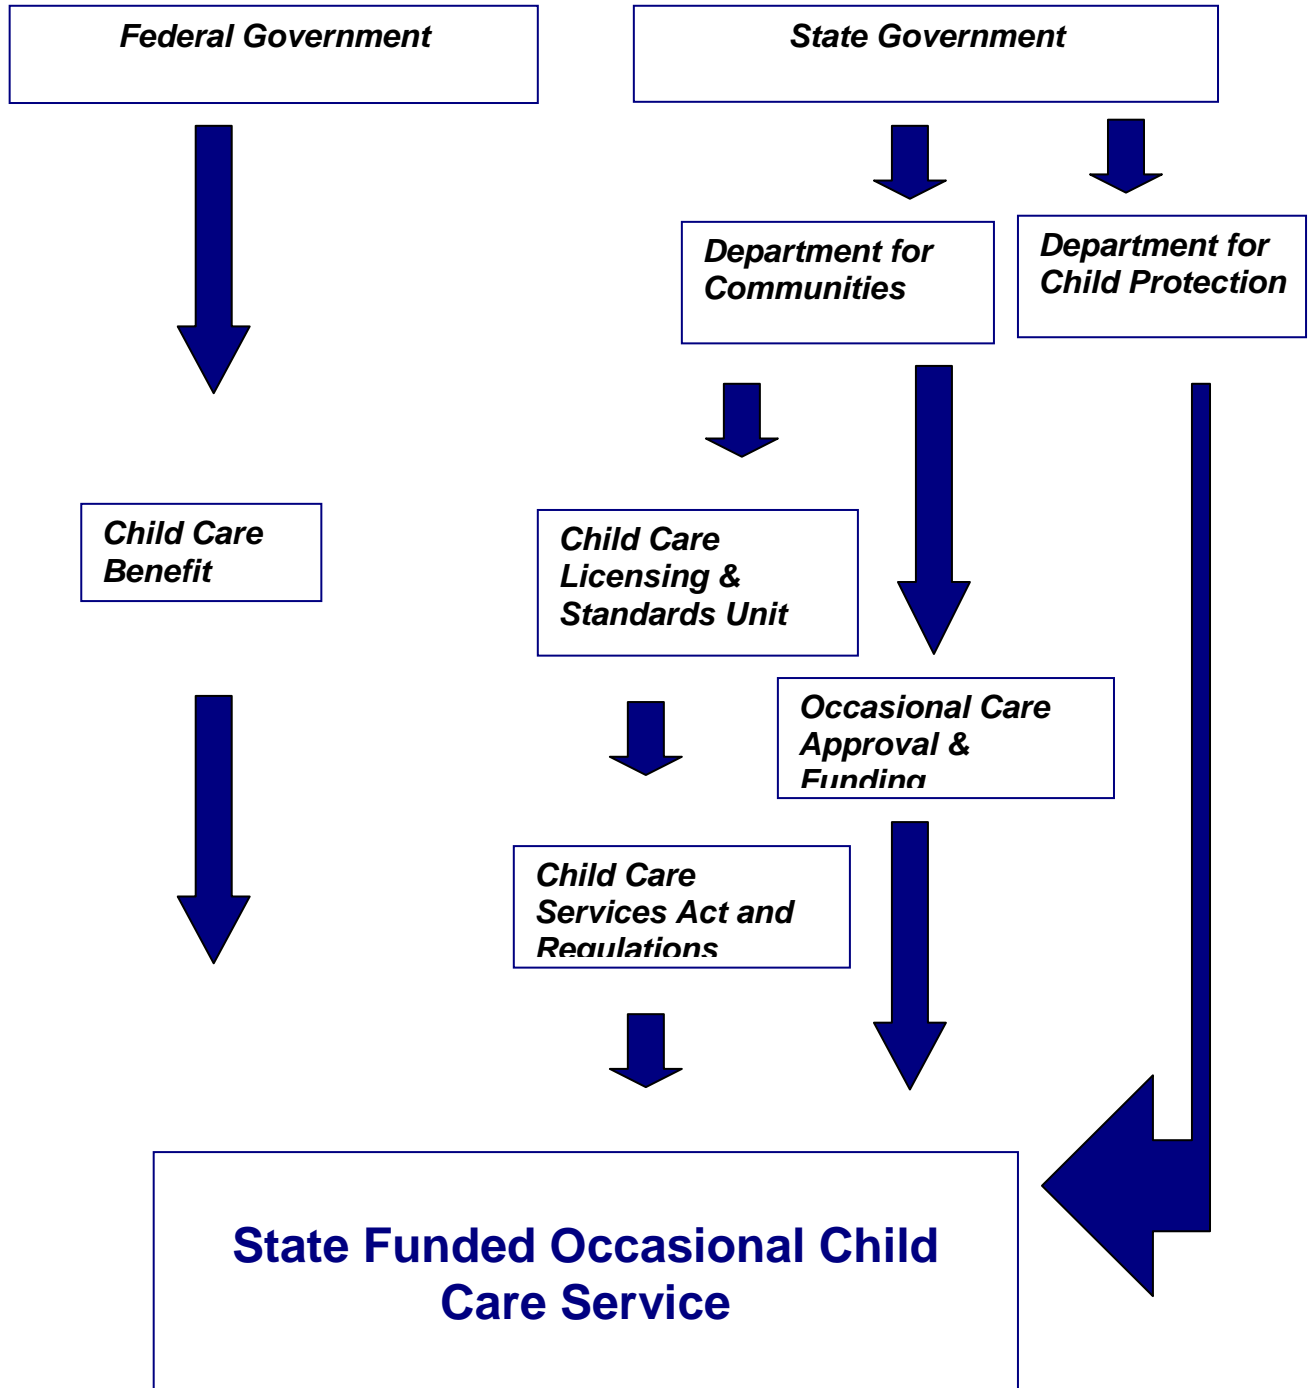 Federal Government
State Government
Department for
Communities
Department for
Child Protection
Child Care
Benefit
Child Care
Licensing &
Standards Unit
Occasional Care
Approval &
Funding
Child Care
Services Act and
Regulations
State Funded Occasional Child
Care Service